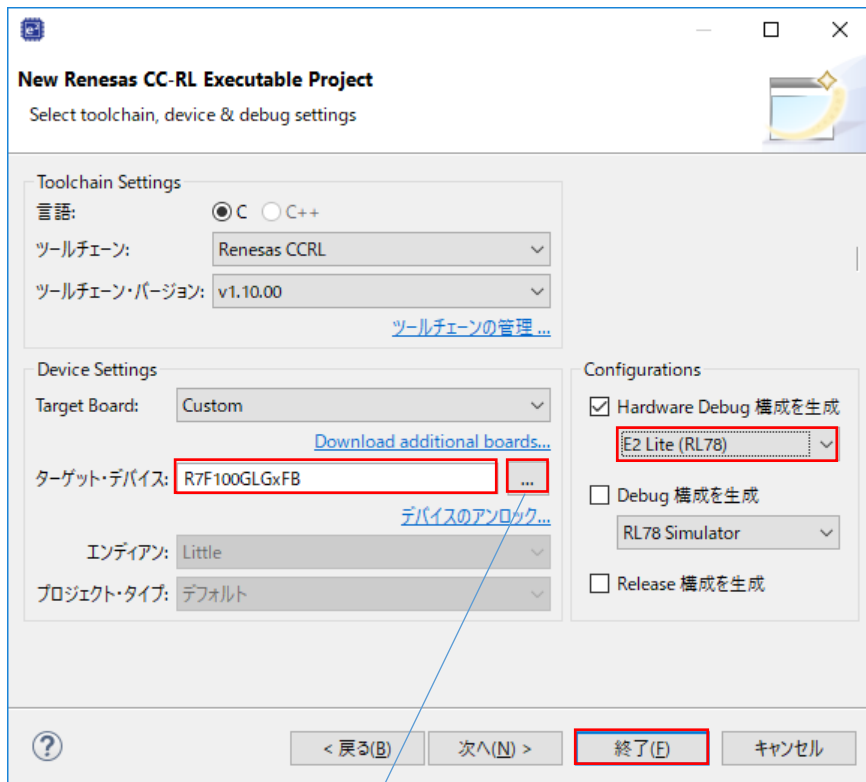 e²
New Renesas CC-RL Executable Project
Select toolchain, device & debug settings
Toolchain Settings
言語: C C++
ツールチェーン: Renesas CCRL
ツールチェーン・バージョン: v1.10.00
ツールチェーンの管理 ...
Device Settings
Target Board: Custom
Download additional boards...
ターゲット・デバイス: R7F100GLGxFB ...
デバイスのアンロック...
エンディアン: Little
プロジェクト・タイプ: デフォルト
Configurations
Hardware Debug 構成を生成
E2 Lite (RL78)
Debug 構成を生成
RL78 Simulator
Release 構成を生成
? < 戻る(B) 次へ(N) > 終了(F) キャンセル